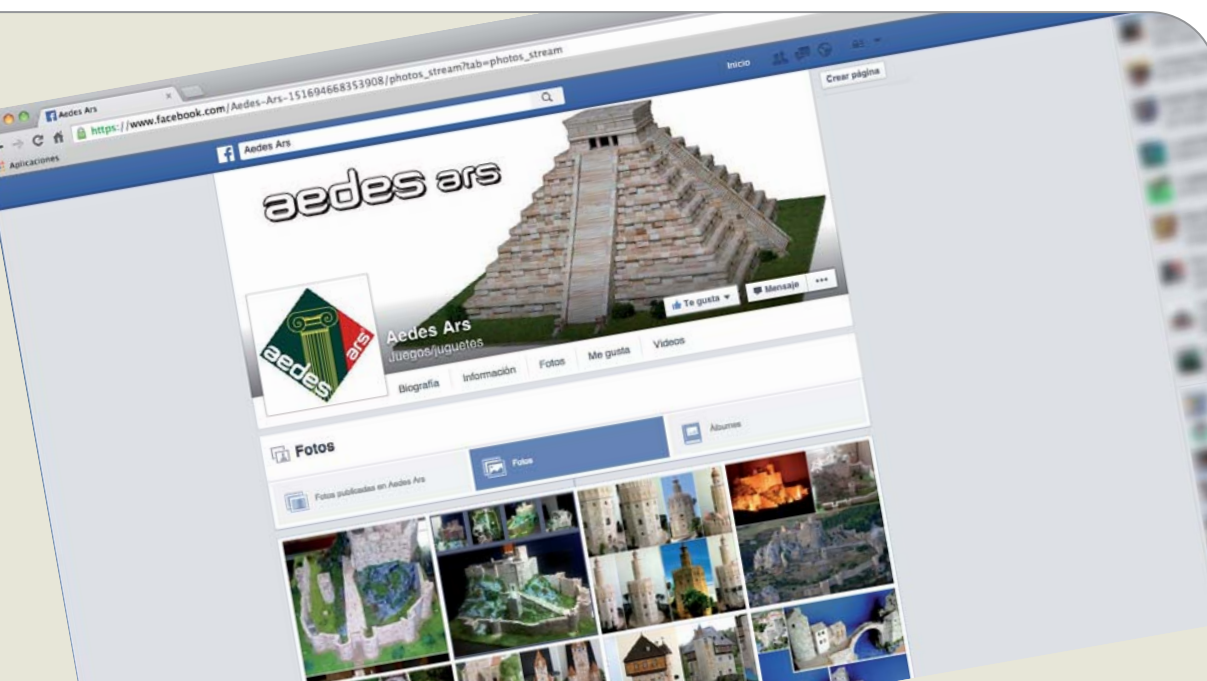 Aedes Ars
https://www.facebook.com/Aedes-Ars-151694668353908/photos_stream?tab=photos_stream
Aplicaciones
Aedes Ars
Inicio
Crear página
aedes ars
aedes
ars
Aedes Ars
Juegos/juguetes
Te gusta
Mensaje
Biografía
Información
Fotos
Me gusta
Videos
Fotos
Fotos publicadas en Aedes Ars
Fotos
Álbumes